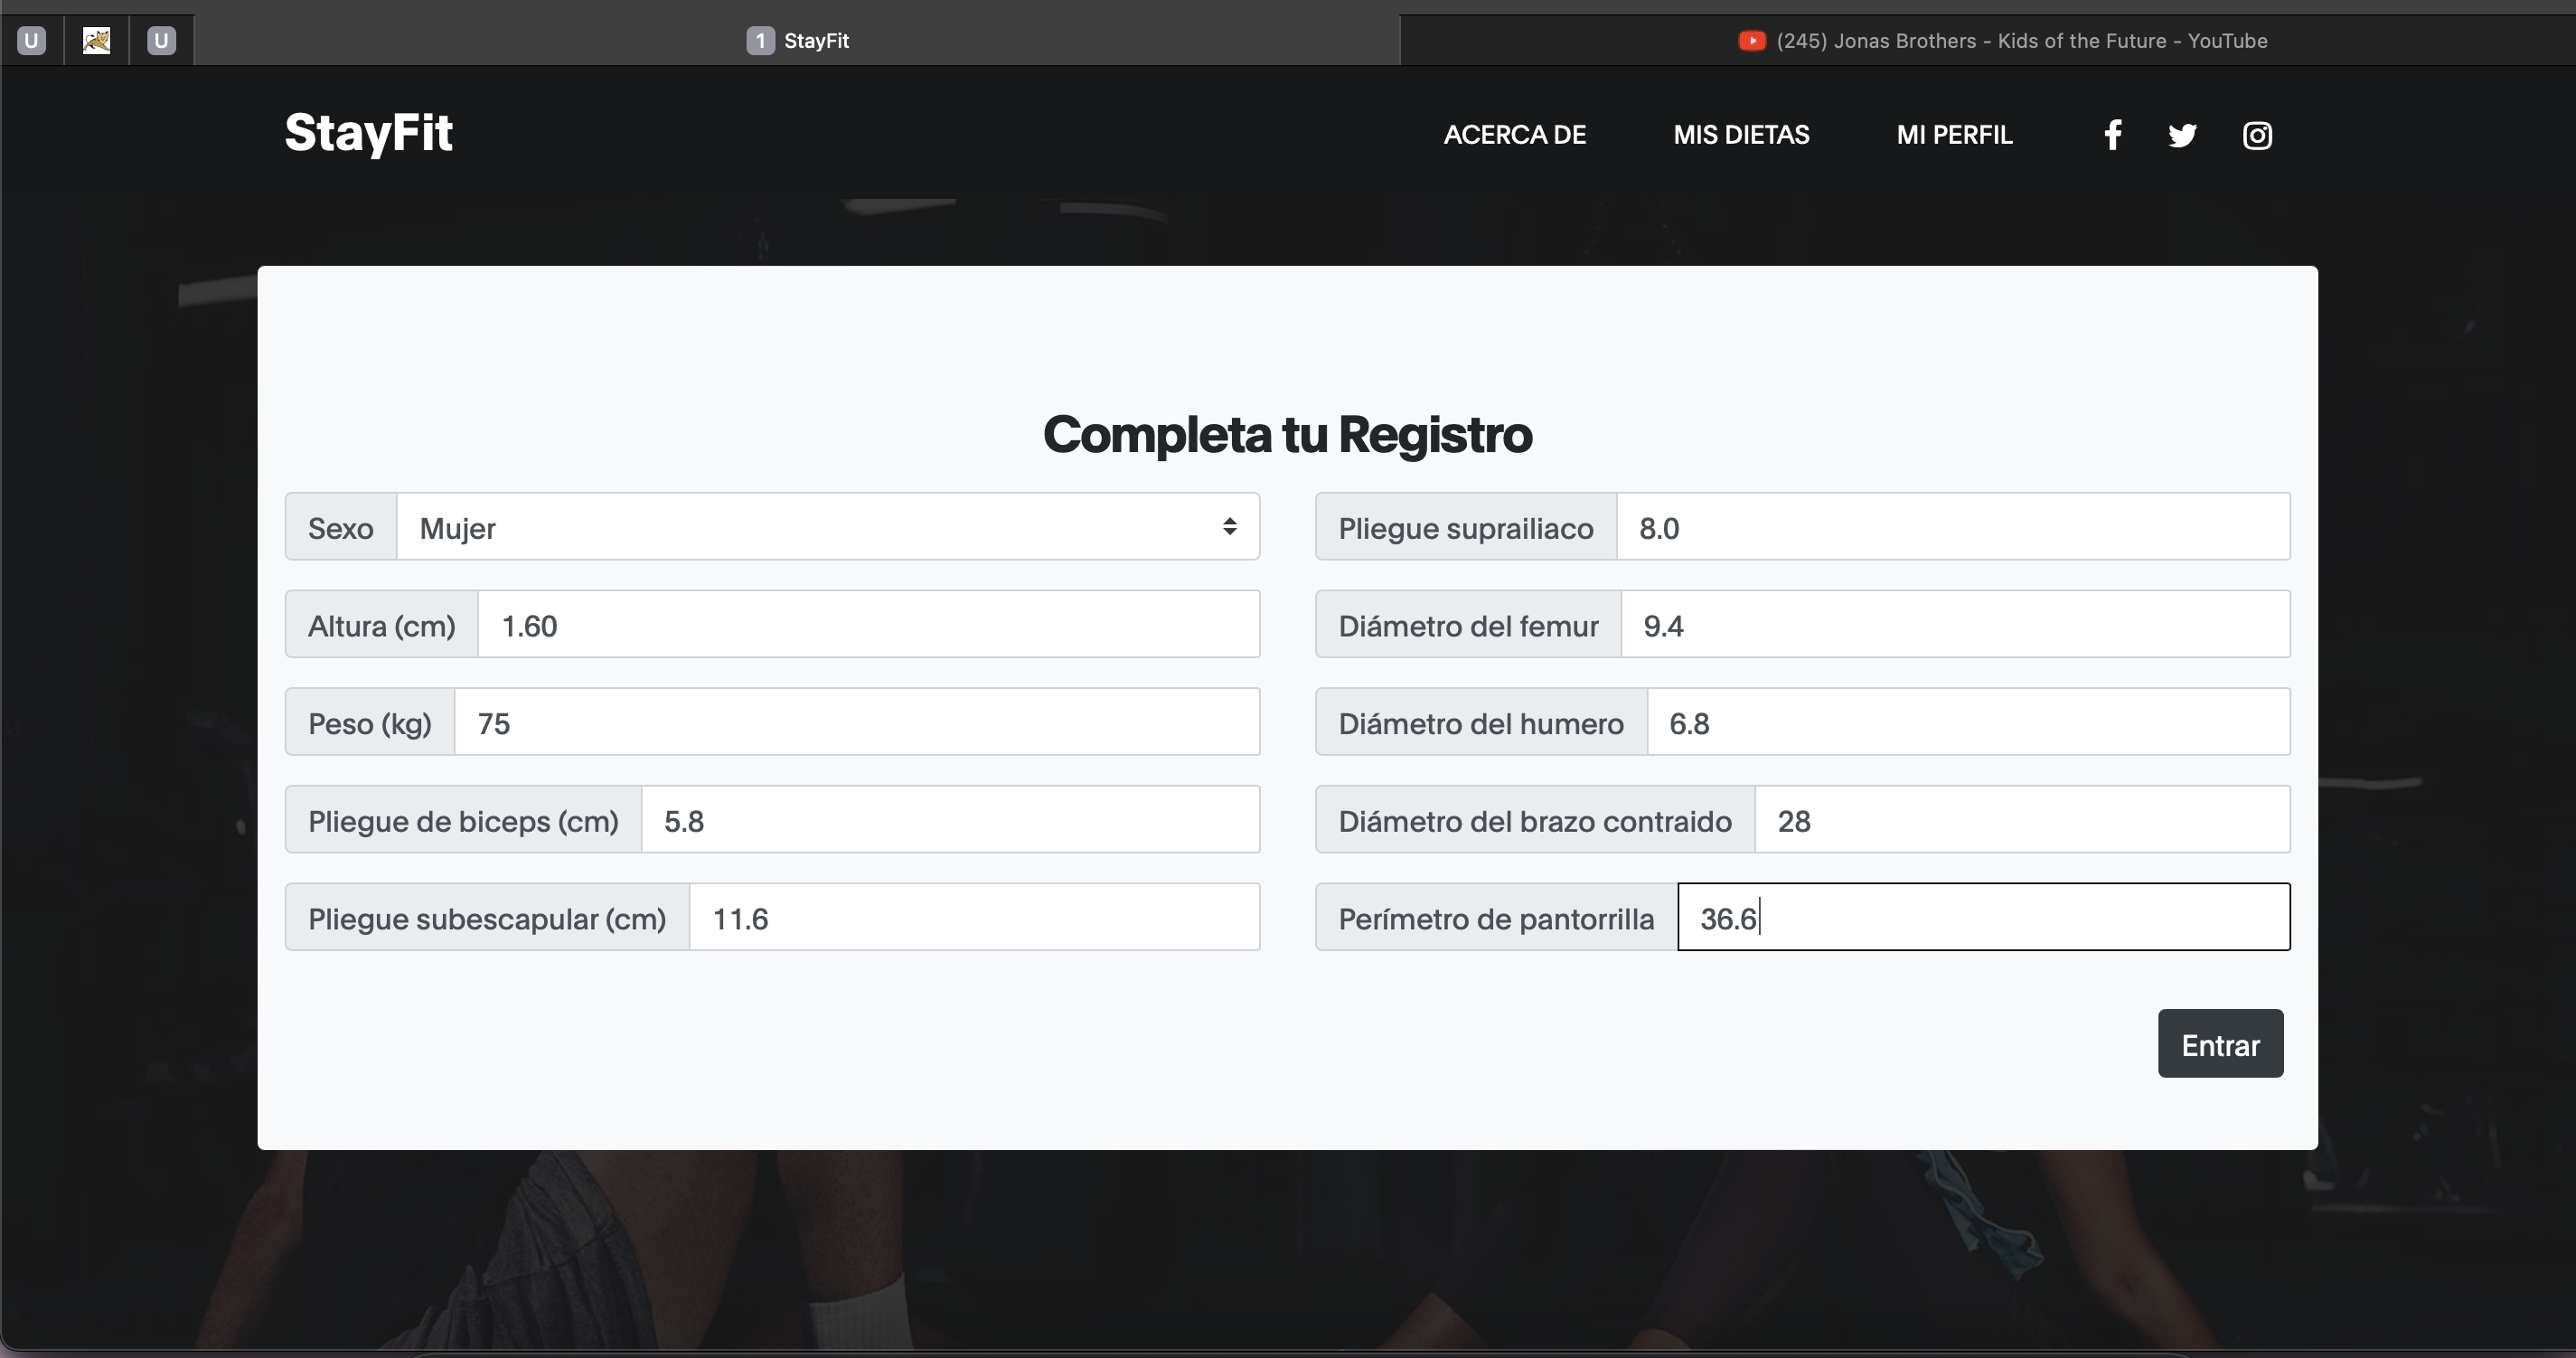 U
U
1 StayFit
(245) Jonas Brothers - Kids of the Future - YouTube
StayFit
ACERCA DE
MIS DIETAS
MI PERFIL
Completa tu Registro
Sexo Mujer
Altura (cm) 1.60
Peso (kg) 75
Pliegue de biceps (cm) 5.8
Pliegue subescapular (cm) 11.6
Pliegue suprailiaco 8.0
Diámetro del femur 9.4
Diámetro del humero 6.8
Diámetro del brazo contraido 28
Perímetro de pantorrilla 36.6
Entrar